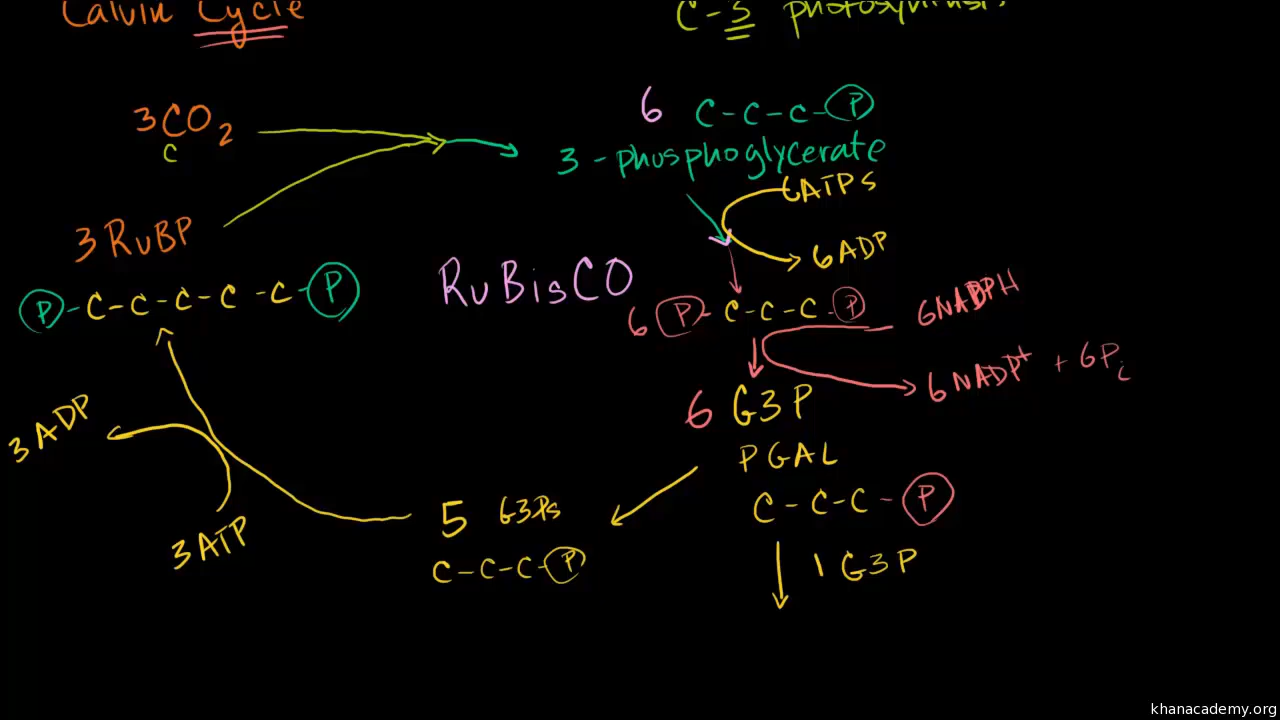 Calvin Cycle
C-3 photosynthesis
3CO2
C
6 C-C-C-P
3-phosphoglycerate
6ATPS
6ADP
3RuBP
P-C-C-C-C-C-P
RuBisCO
6 P-C-C-C-P
6NADPH
6NADP+ + 6Pi
6 G3P
PGAL
C-C-C-P
3ADP
3ATP
5 G3Ps
C-C-C-P
1 G3P
khanacademy.org